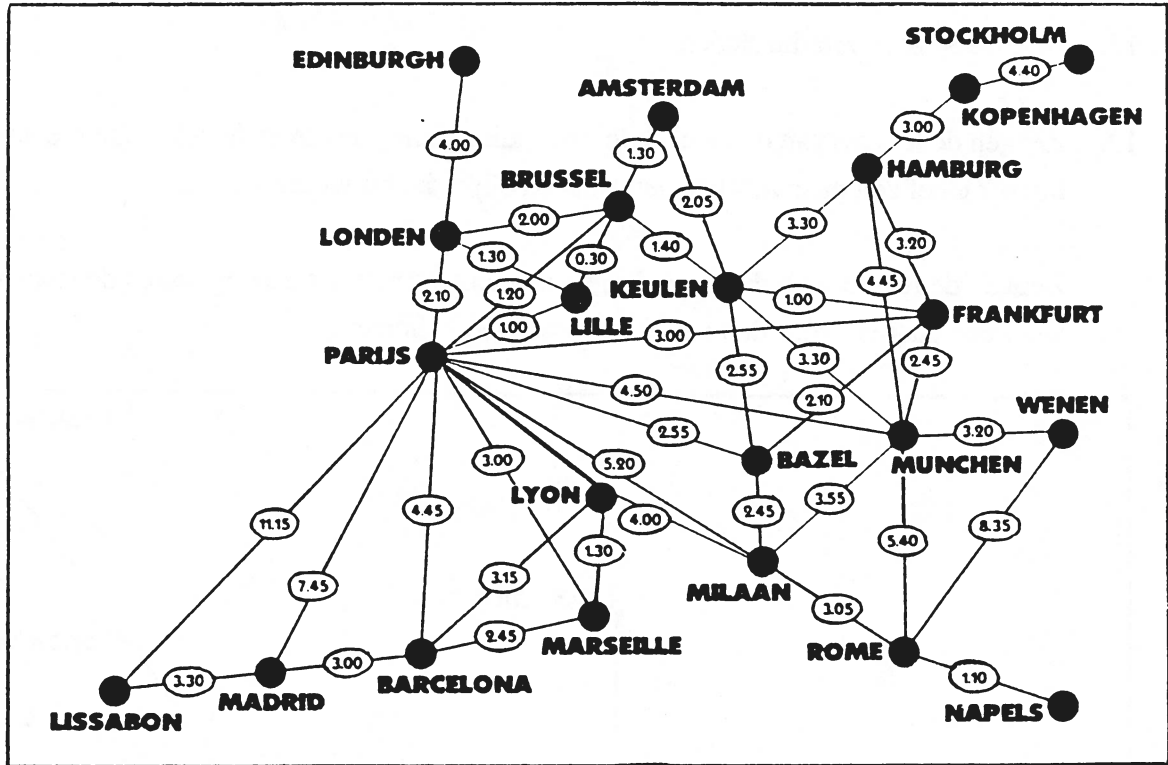 STOCKHOLM
EDINBURGH
4.40
AMSTERDAM
KOPENHAGEN
3.00
4.00
1.30
HAMBURG
BRUSSEL
2.05
2.00
3.30
LONDEN
3.20
1.30
0.30
1.40
4.45
KEULEN
1.20
2.10
1.00
FRANKFURT
LILLE
1.00
3.00
PARIJS
3.30
2.45
2.55
4.50
2.10
WENEN
2.55
3.20
3.00
5.20
BAZEL
MUNCHEN
LYON
4.45
2.45
3.55
11.15
4.00
8.35
5.40
1.30
3.15
7.45
MILAAN
3.05
2.45
MARSEILLE
ROME
3.00
3.30
BARCELONA
1.10
MADRID
NAPELS
LISSABON